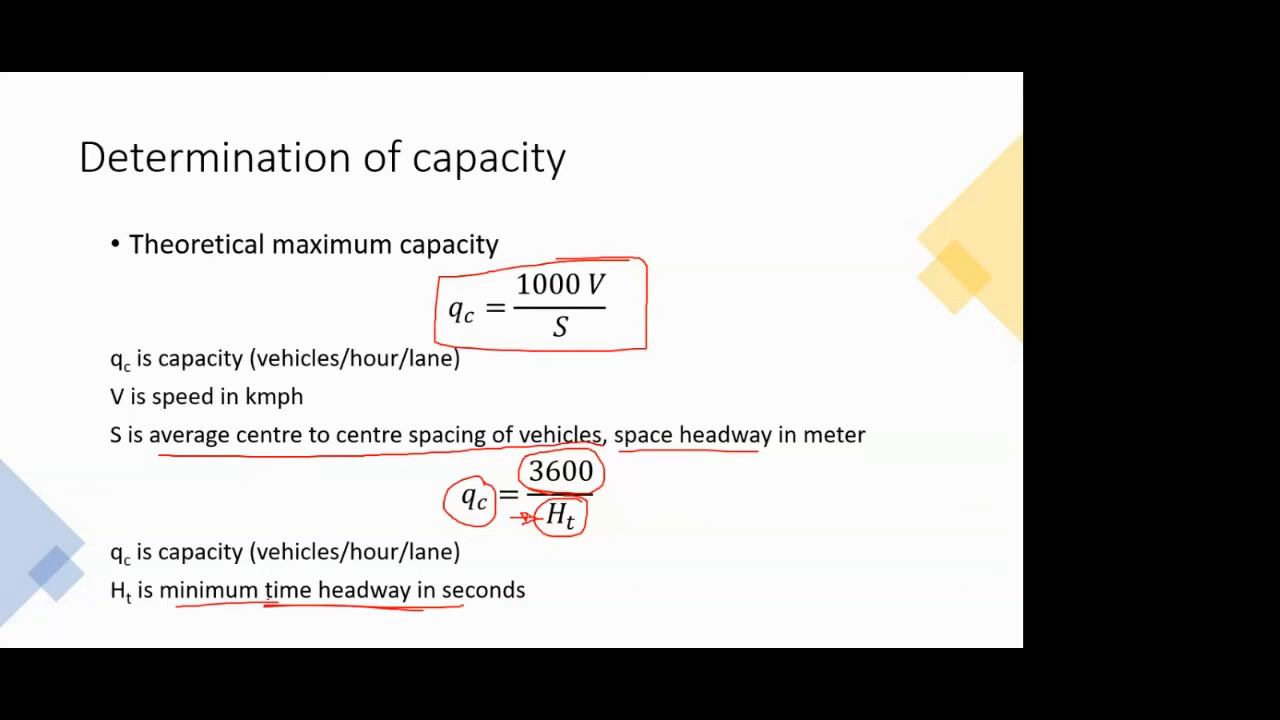 Determination of capacity
• Theoretical maximum capacity
q_c = 1000 V / S
q_c is capacity (vehicles/hour/lane)
V is speed in kmph
S is average centre to centre spacing of vehicles, space headway in meter
q_c = 3600 / H_t
q_c is capacity (vehicles/hour/lane)
H_t is minimum time headway in seconds